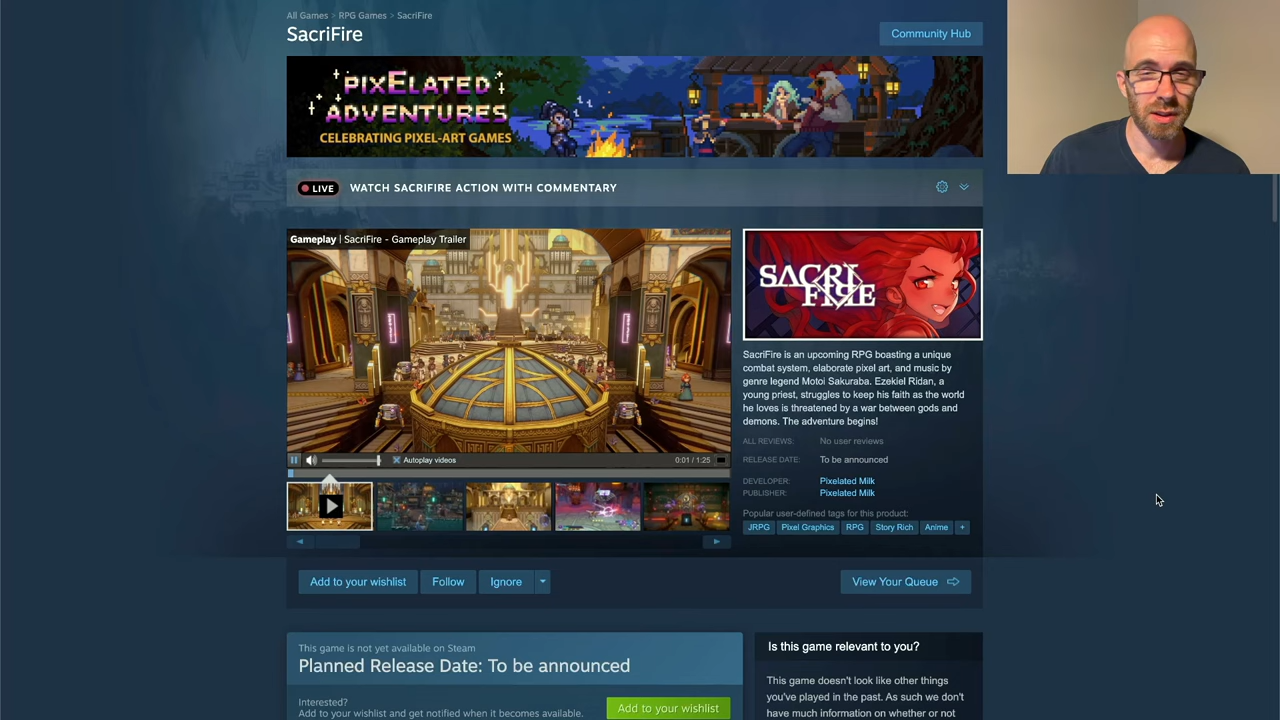 All Games > RPG Games > SacriFire
SacriFire
Community Hub
PIXELATED
ADVENTURES
CELEBRATING PIXEL-ART GAMES
LIVE
WATCH SACRIFIRE ACTION WITH COMMENTARY
Gameplay | SacriFire - Gameplay Trailer
Autoplay videos
0:01 / 1:25
SACRI
FIRE
SacriFire is an upcoming RPG boasting a unique
combat system, elaborate pixel art, and music by
genre legend Motoi Sakuraba. Ezekiel Ridan, a
young priest, struggles to keep his faith as the world
he loves is threatened by a war between gods and
demons. The adventure begins!
ALL REVIEWS: No user reviews
RELEASE DATE: To be announced
DEVELOPER: Pixelated Milk
PUBLISHER: Pixelated Milk
Popular user-defined tags for this product:
JRPG Pixel Graphics RPG Story Rich Anime +
Add to your wishlist Follow Ignore
View Your Queue
This game is not yet available on Steam
Planned Release Date: To be announced
Interested?
Add to your wishlist and get notified when it becomes available.
Add to your wishlist
Is this game relevant to you?
This game doesn't look like other things
you've played in the past. As such we don't
have much information on whether or not